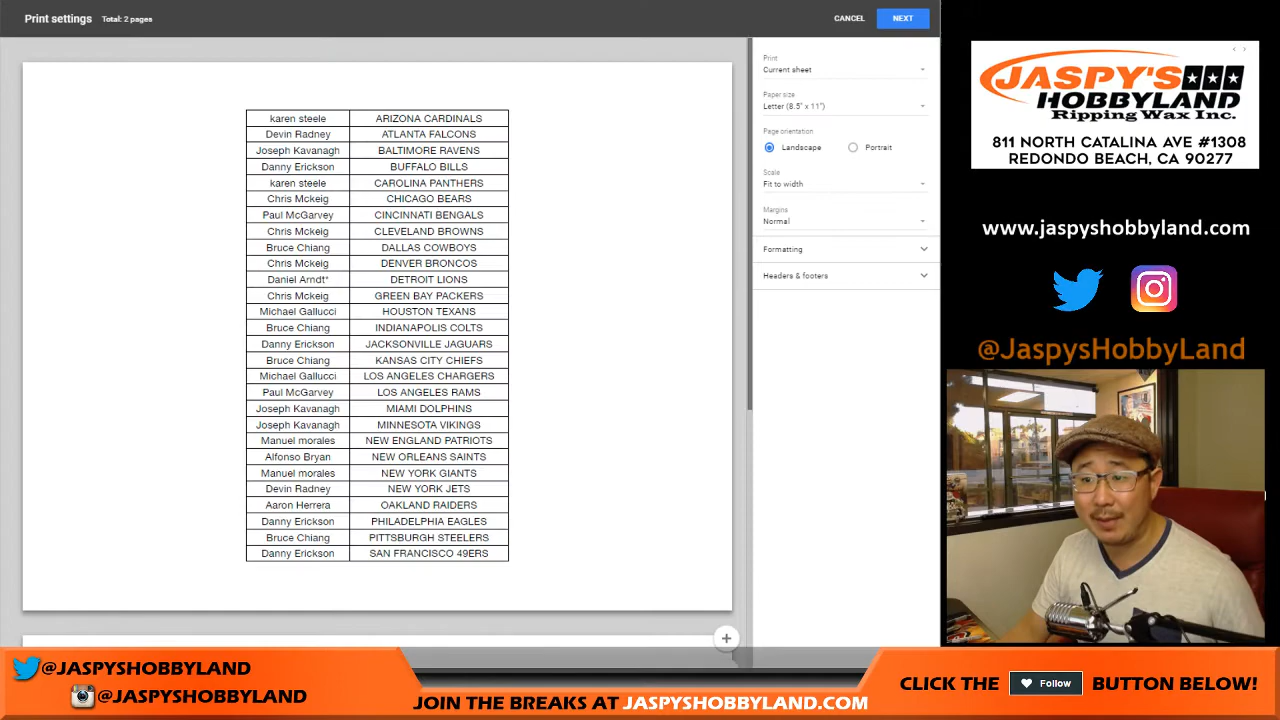 Print settings Total: 2 pages CANCEL NEXT
karen steele ARIZONA CARDINALS
Devin Radney ATLANTA FALCONS
Joseph Kavanagh BALTIMORE RAVENS
Danny Erickson BUFFALO BILLS
karen steele CAROLINA PANTHERS
Chris Mckeig CHICAGO BEARS
Paul McGarvey CINCINNATI BENGALS
Chris Mckeig CLEVELAND BROWNS
Bruce Chiang DALLAS COWBOYS
Chris Mckeig DENVER BRONCOS
Daniel Arndt* DETROIT LIONS
Chris Mckeig GREEN BAY PACKERS
Michael Gallucci HOUSTON TEXANS
Bruce Chiang INDIANAPOLIS COLTS
Danny Erickson JACKSONVILLE JAGUARS
Bruce Chiang KANSAS CITY CHIEFS
Michael Gallucci LOS ANGELES CHARGERS
Paul McGarvey LOS ANGELES RAMS
Joseph Kavanagh MIAMI DOLPHINS
Joseph Kavanagh MINNESOTA VIKINGS
Manuel morales NEW ENGLAND PATRIOTS
Alfonso Bryan NEW ORLEANS SAINTS
Manuel morales NEW YORK GIANTS
Devin Radney NEW YORK JETS
Aaron Herrera OAKLAND RAIDERS
Danny Erickson PHILADELPHIA EAGLES
Bruce Chiang PITTSBURGH STEELERS
Danny Erickson SAN FRANCISCO 49ERS
Print
Current sheet
Paper size
Letter (8.5" x 11")
Page orientation
Landscape Portrait
Scale
Fit to width
Margins
Normal
Formatting
Headers & footers
JASPY'S
HOBBYLAND
Ripping Wax Inc.
811 NORTH CATALINA AVE #1308
REDONDO BEACH, CA 90277
www.jaspyshobbyland.com
@JaspysHobbyLand
@JASPYSHOBBYLAND
@JASPYSHOBBYLAND
JOIN THE BREAKS AT JASPYSHOBBYLAND.COM
CLICK THE Follow BUTTON BELOW!